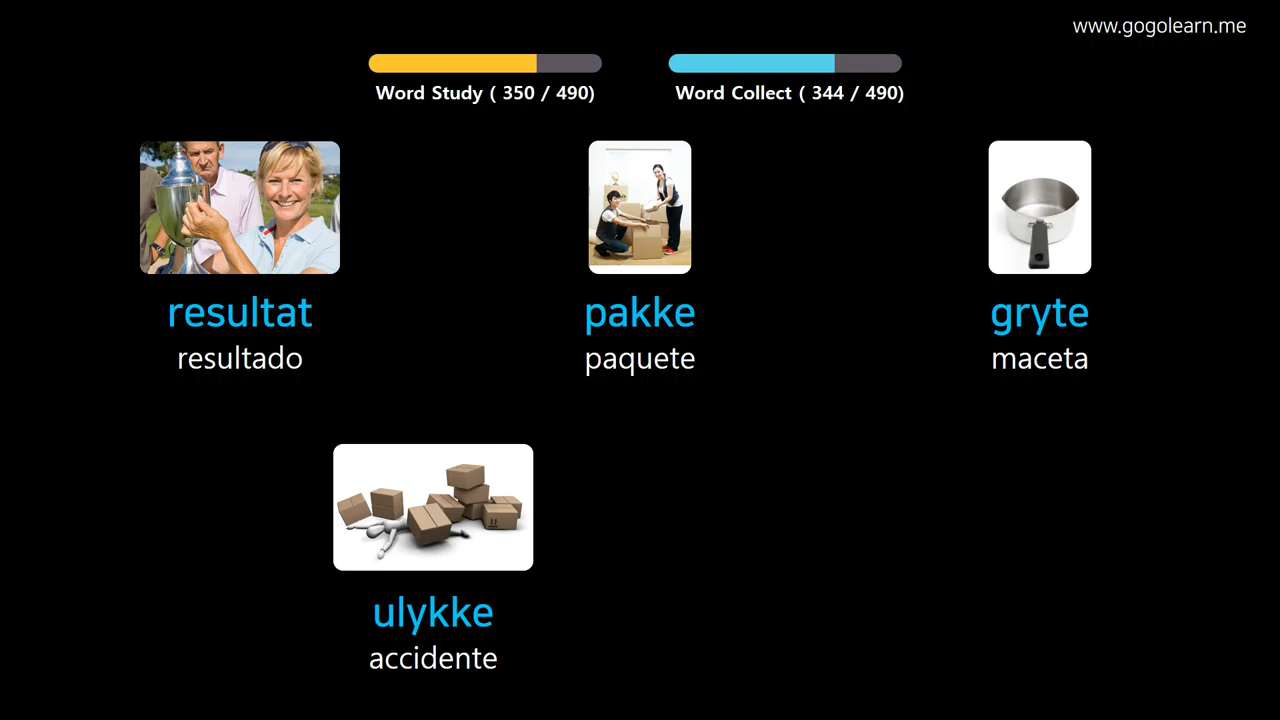 www.gogolearn.me
Word Study ( 350 / 490)
Word Collect ( 344 / 490)
resultat
resultado
pakke
paquete
gryte
maceta
ulykke
accidente